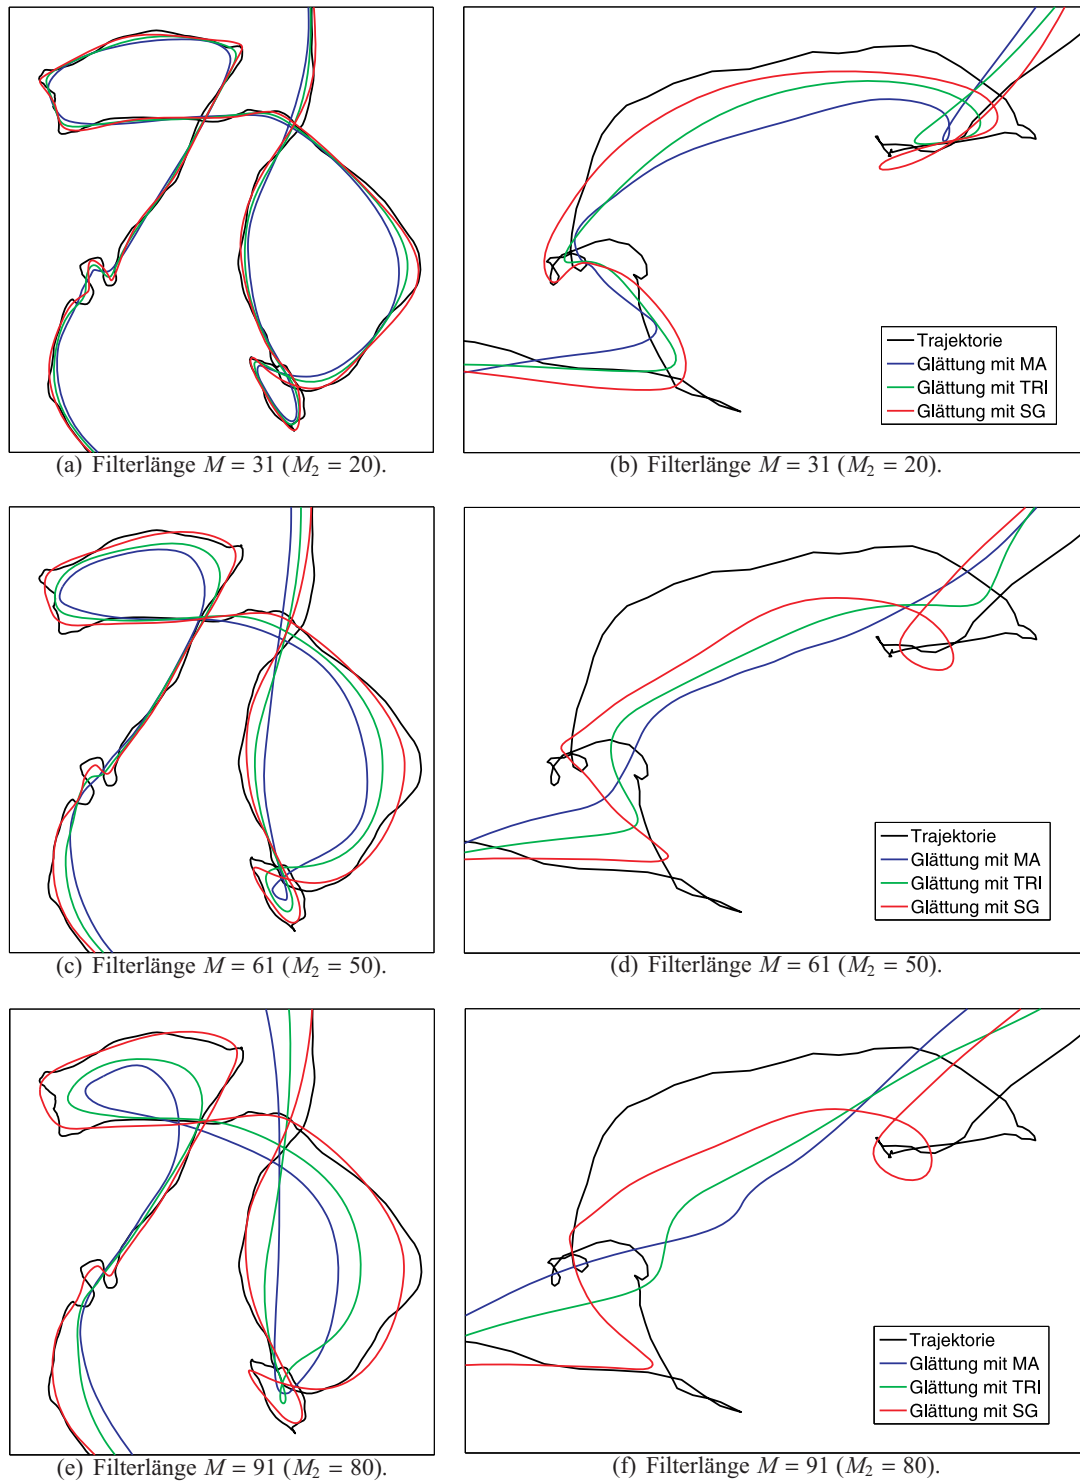 Trajektorie
Glättung mit MA
Glättung mit TRI
Glättung mit SG
(a) Filterlänge M = 31 (M₂ = 20).
(b) Filterlänge M = 31 (M₂ = 20).
Trajektorie
Glättung mit MA
Glättung mit TRI
Glättung mit SG
(c) Filterlänge M = 61 (M₂ = 50).
(d) Filterlänge M = 61 (M₂ = 50).
Trajektorie
Glättung mit MA
Glättung mit TRI
Glättung mit SG
(e) Filterlänge M = 91 (M₂ = 80).
(f) Filterlänge M = 91 (M₂ = 80).